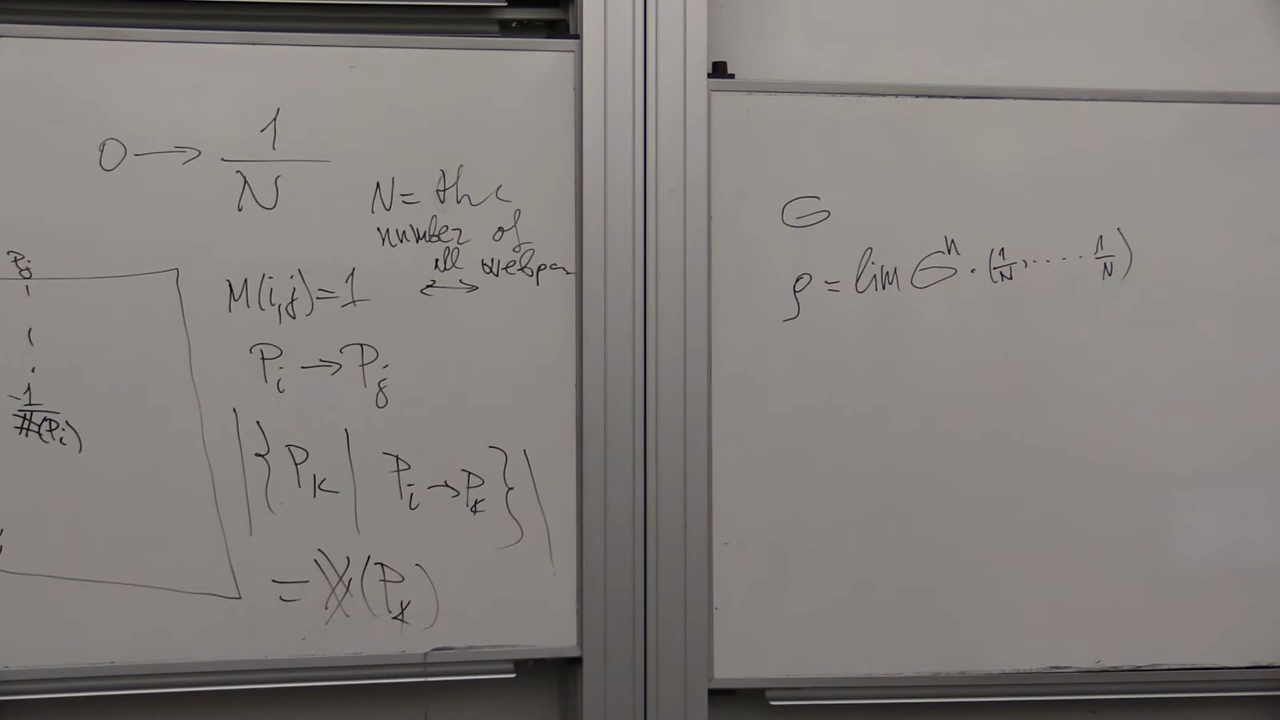 0 → 1/N
N = the
number of
all webpa
P_j
M(i,j)=1 ↔
P_i → P_j
-1/#(P_i)
|{P_K | P_i → P_K}|
= (P_K)
G
ρ = lim G^n · (1/N, ..... 1/N)